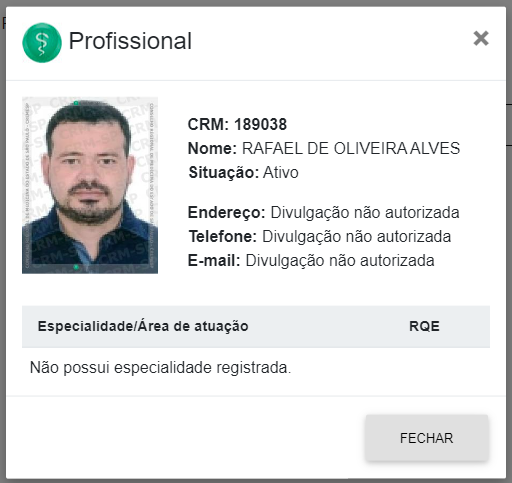 Profissional
×
CRM: 189038
Nome: RAFAEL DE OLIVEIRA ALVES
Situação: Ativo
Endereço: Divulgação não autorizada
Telefone: Divulgação não autorizada
E-mail: Divulgação não autorizada
Especialidade/Área de atuação RQE
Não possui especialidade registrada.
FECHAR